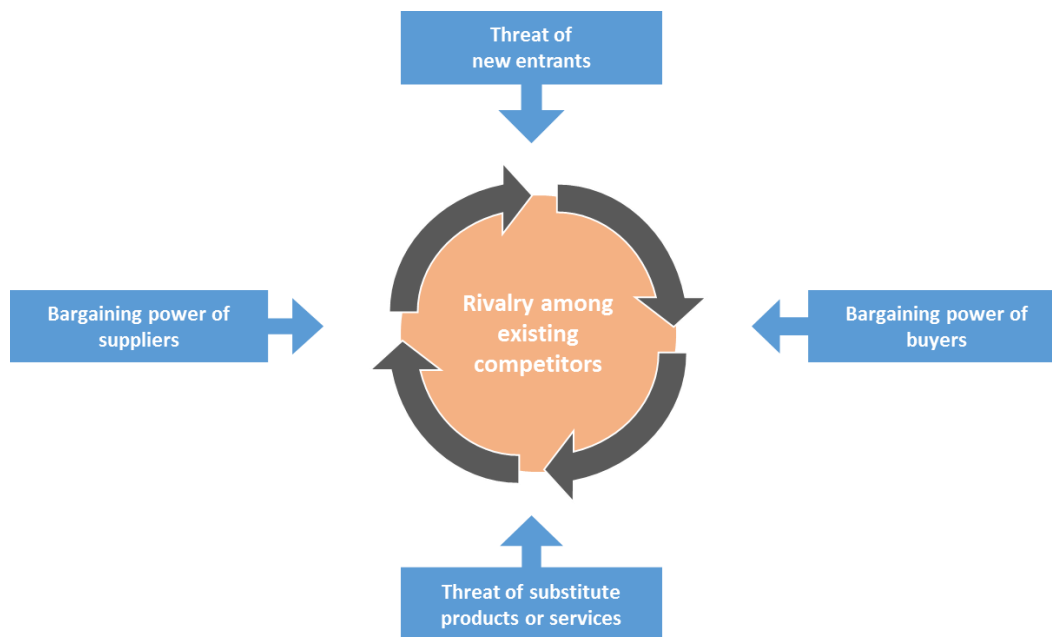 Threat of
new entrants
Bargaining power of
suppliers
Rivalry among
existing
competitors
Bargaining power of
buyers
Threat of substitute
products or services